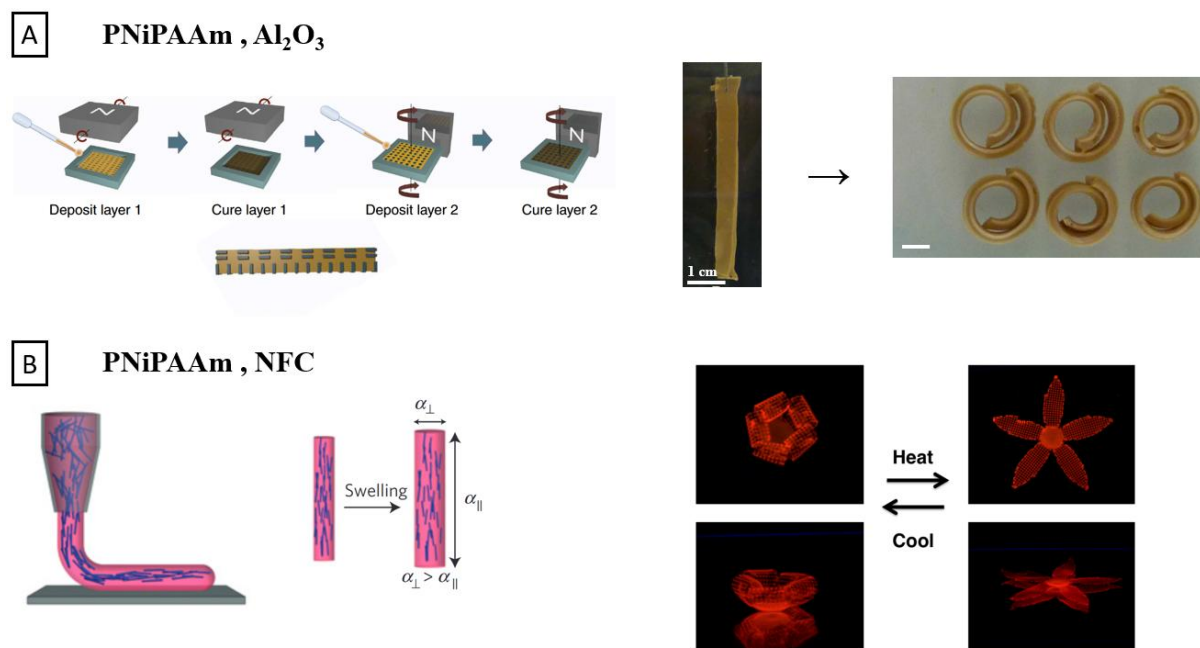 A
PNiPAAm , Al₂O₃
N
N
N
N
Deposit layer 1
Cure layer 1
Deposit layer 2
Cure layer 2
→
1 cm
B
PNiPAAm , NFC
α⊥
Swelling
α∥
α⊥ > α∥
Heat
Cool